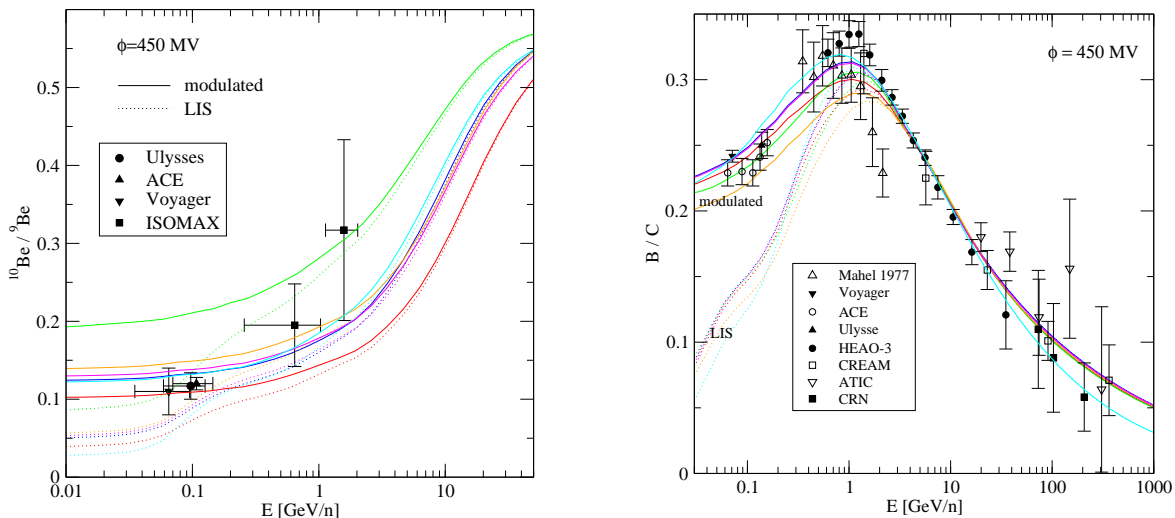 ϕ=450 MV
modulated
LIS
Ulysses
ACE
Voyager
ISOMAX
¹⁰Be / ⁹Be
0
0.1
0.2
0.3
0.4
0.5
0.01
0.1
1
10
E [GeV/n]
ϕ = 450 MV
modulated
LIS
Mahel 1977
Voyager
ACE
Ulysse
HEAO-3
CREAM
ATIC
CRN
B / C
0
0.1
0.2
0.3
0.1
1
10
100
1000
E [GeV/n]